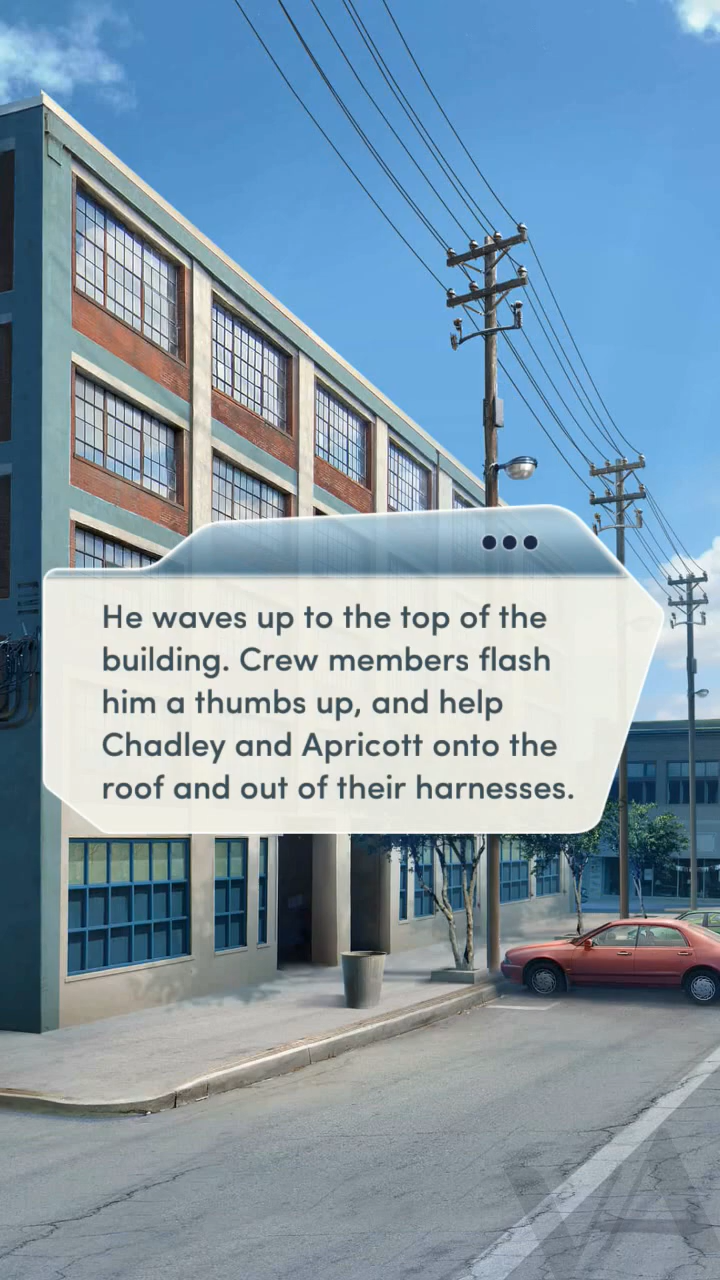 He waves up to the top of the
building. Crew members flash
him a thumbs up, and help
Chadley and Apricott onto the
roof and out of their harnesses.
VA